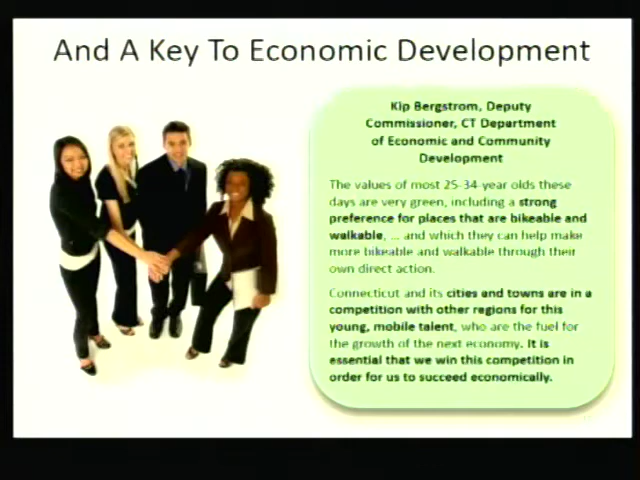 And A Key To Economic Development
Kip Bergstrom, Deputy
Commissioner, CT Department
of Economic and Community
Development
The values of most 25-34-year olds these
days are very green, including a strong
preference for places that are bikeable and
walkable, ... and which they can help make
more bikeable and walkable through their
own direct action.
Connecticut and its cities and towns are in a
competition with other regions for this
young, mobile talent, who are the fuel for
the growth of the next economy. It is
essential that we win this competition in
order for us to succeed economically.